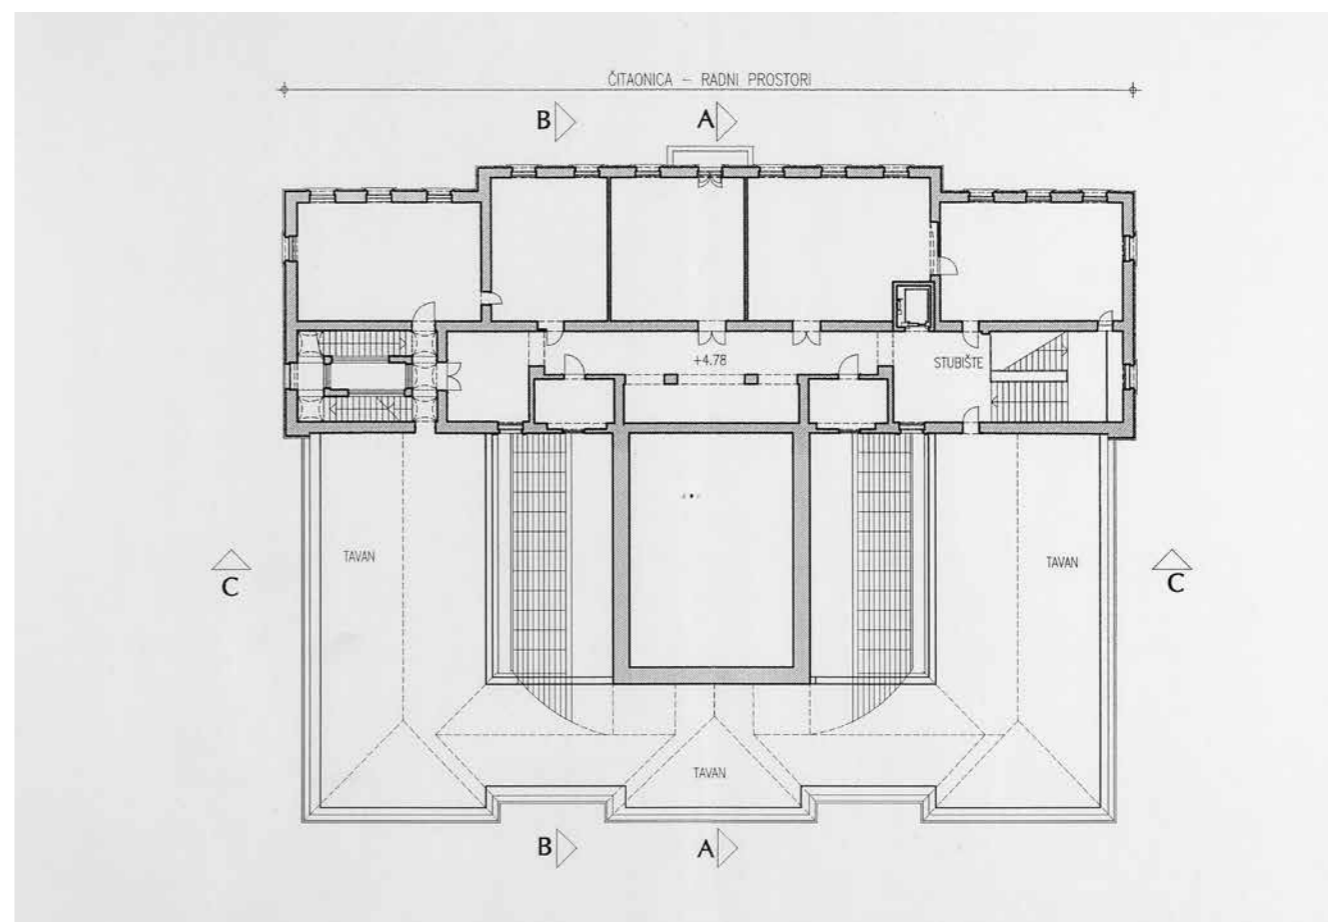 ČITAONICA – RADNI PROSTORI
B
A
+4.78
STUBIŠTE
TAVAN
TAVAN
C
C
TAVAN
B
A